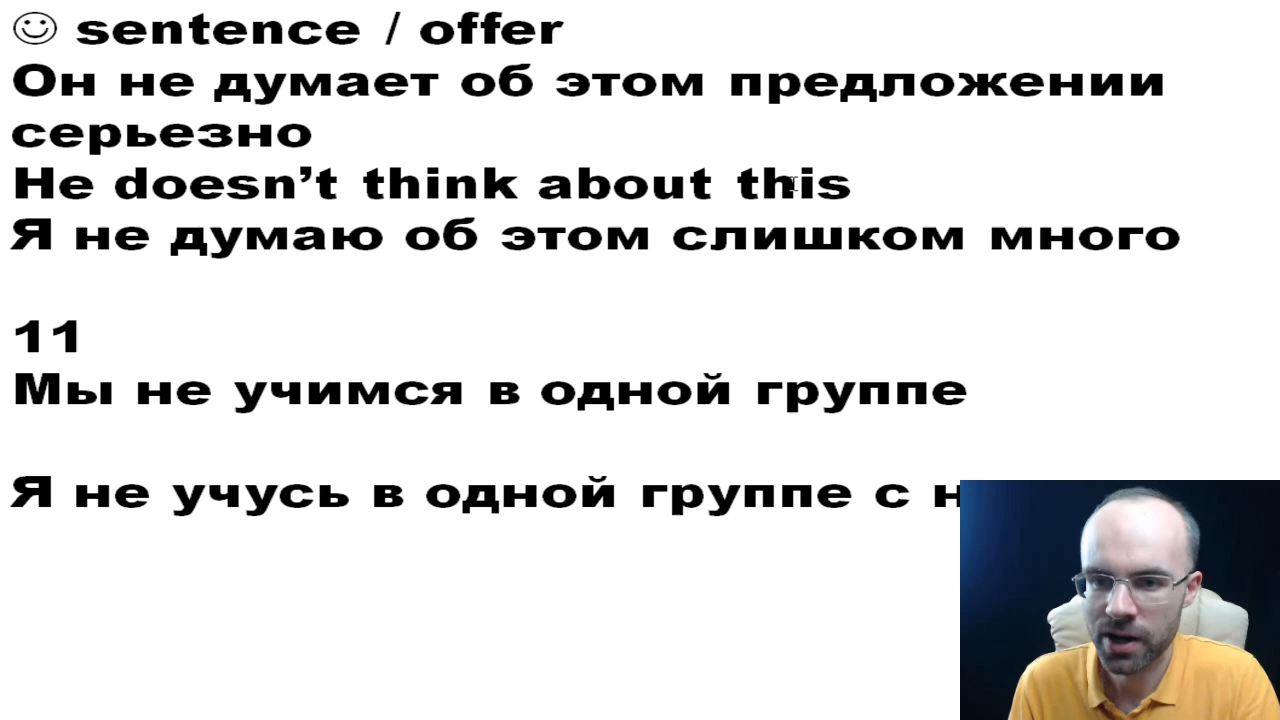 ☺ sentence / offer
Он не думает об этом предложении
серьезно
He doesn’t think about this
Я не думаю об этом слишком много
11
Мы не учимся в одной группе
Я не учусь в одной группе с